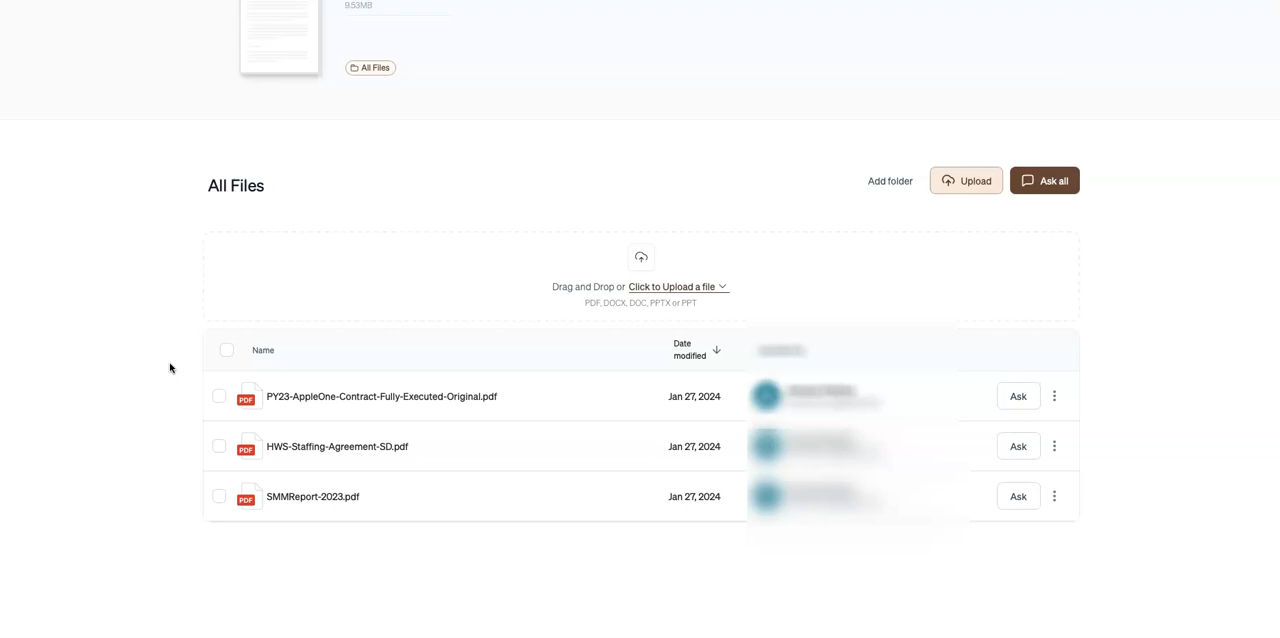 9.53MB
All Files
All Files
Add folder
Upload
Ask all
Drag and Drop or Click to Upload a file
PDF, DOCX, DOC, PPTX or PPT
Name
Date
modified
PDF PY23-AppleOne-Contract-Fully-Executed-Original.pdf Jan 27, 2024 Ask
PDF HWS-Staffing-Agreement-SD.pdf Jan 27, 2024 Ask
PDF SMMReport-2023.pdf Jan 27, 2024 Ask